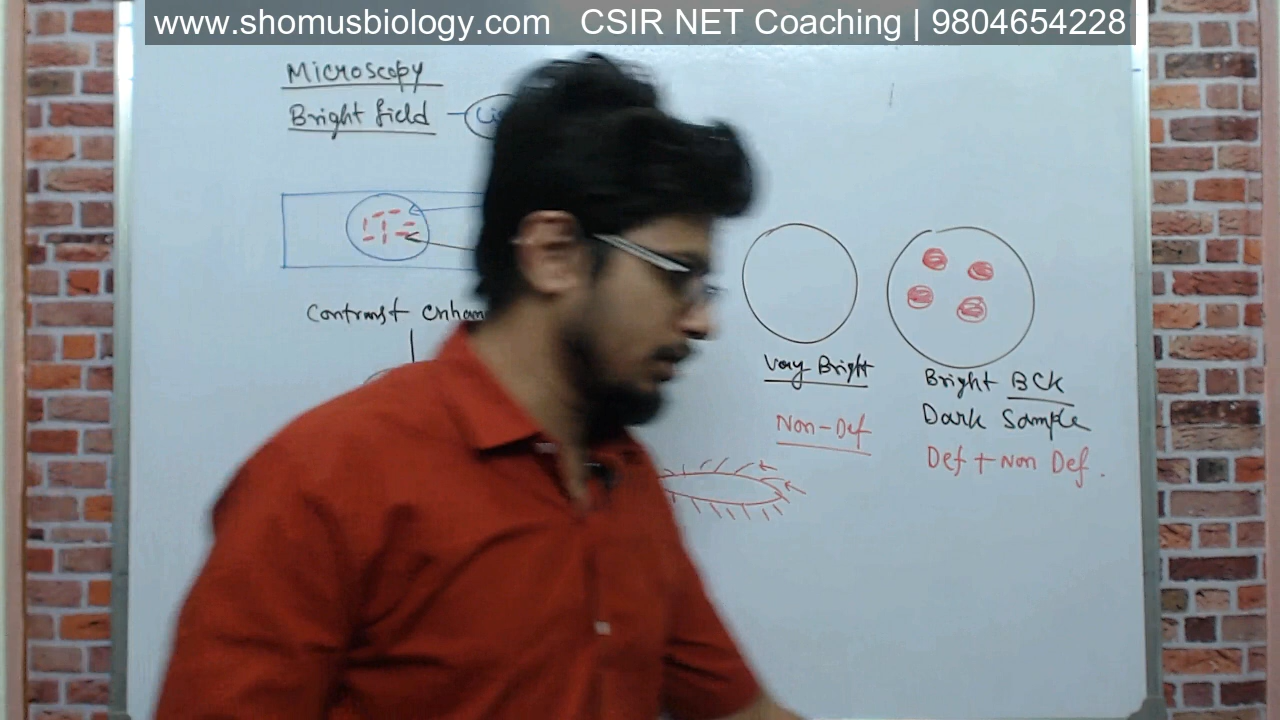 www.shomusbiology.com CSIR NET Coaching | 9804654228
Microscopy
Bright field
Contrast
Very Bright
Non-Def
Bright BCK
Dark Sample
Def + Non Def.